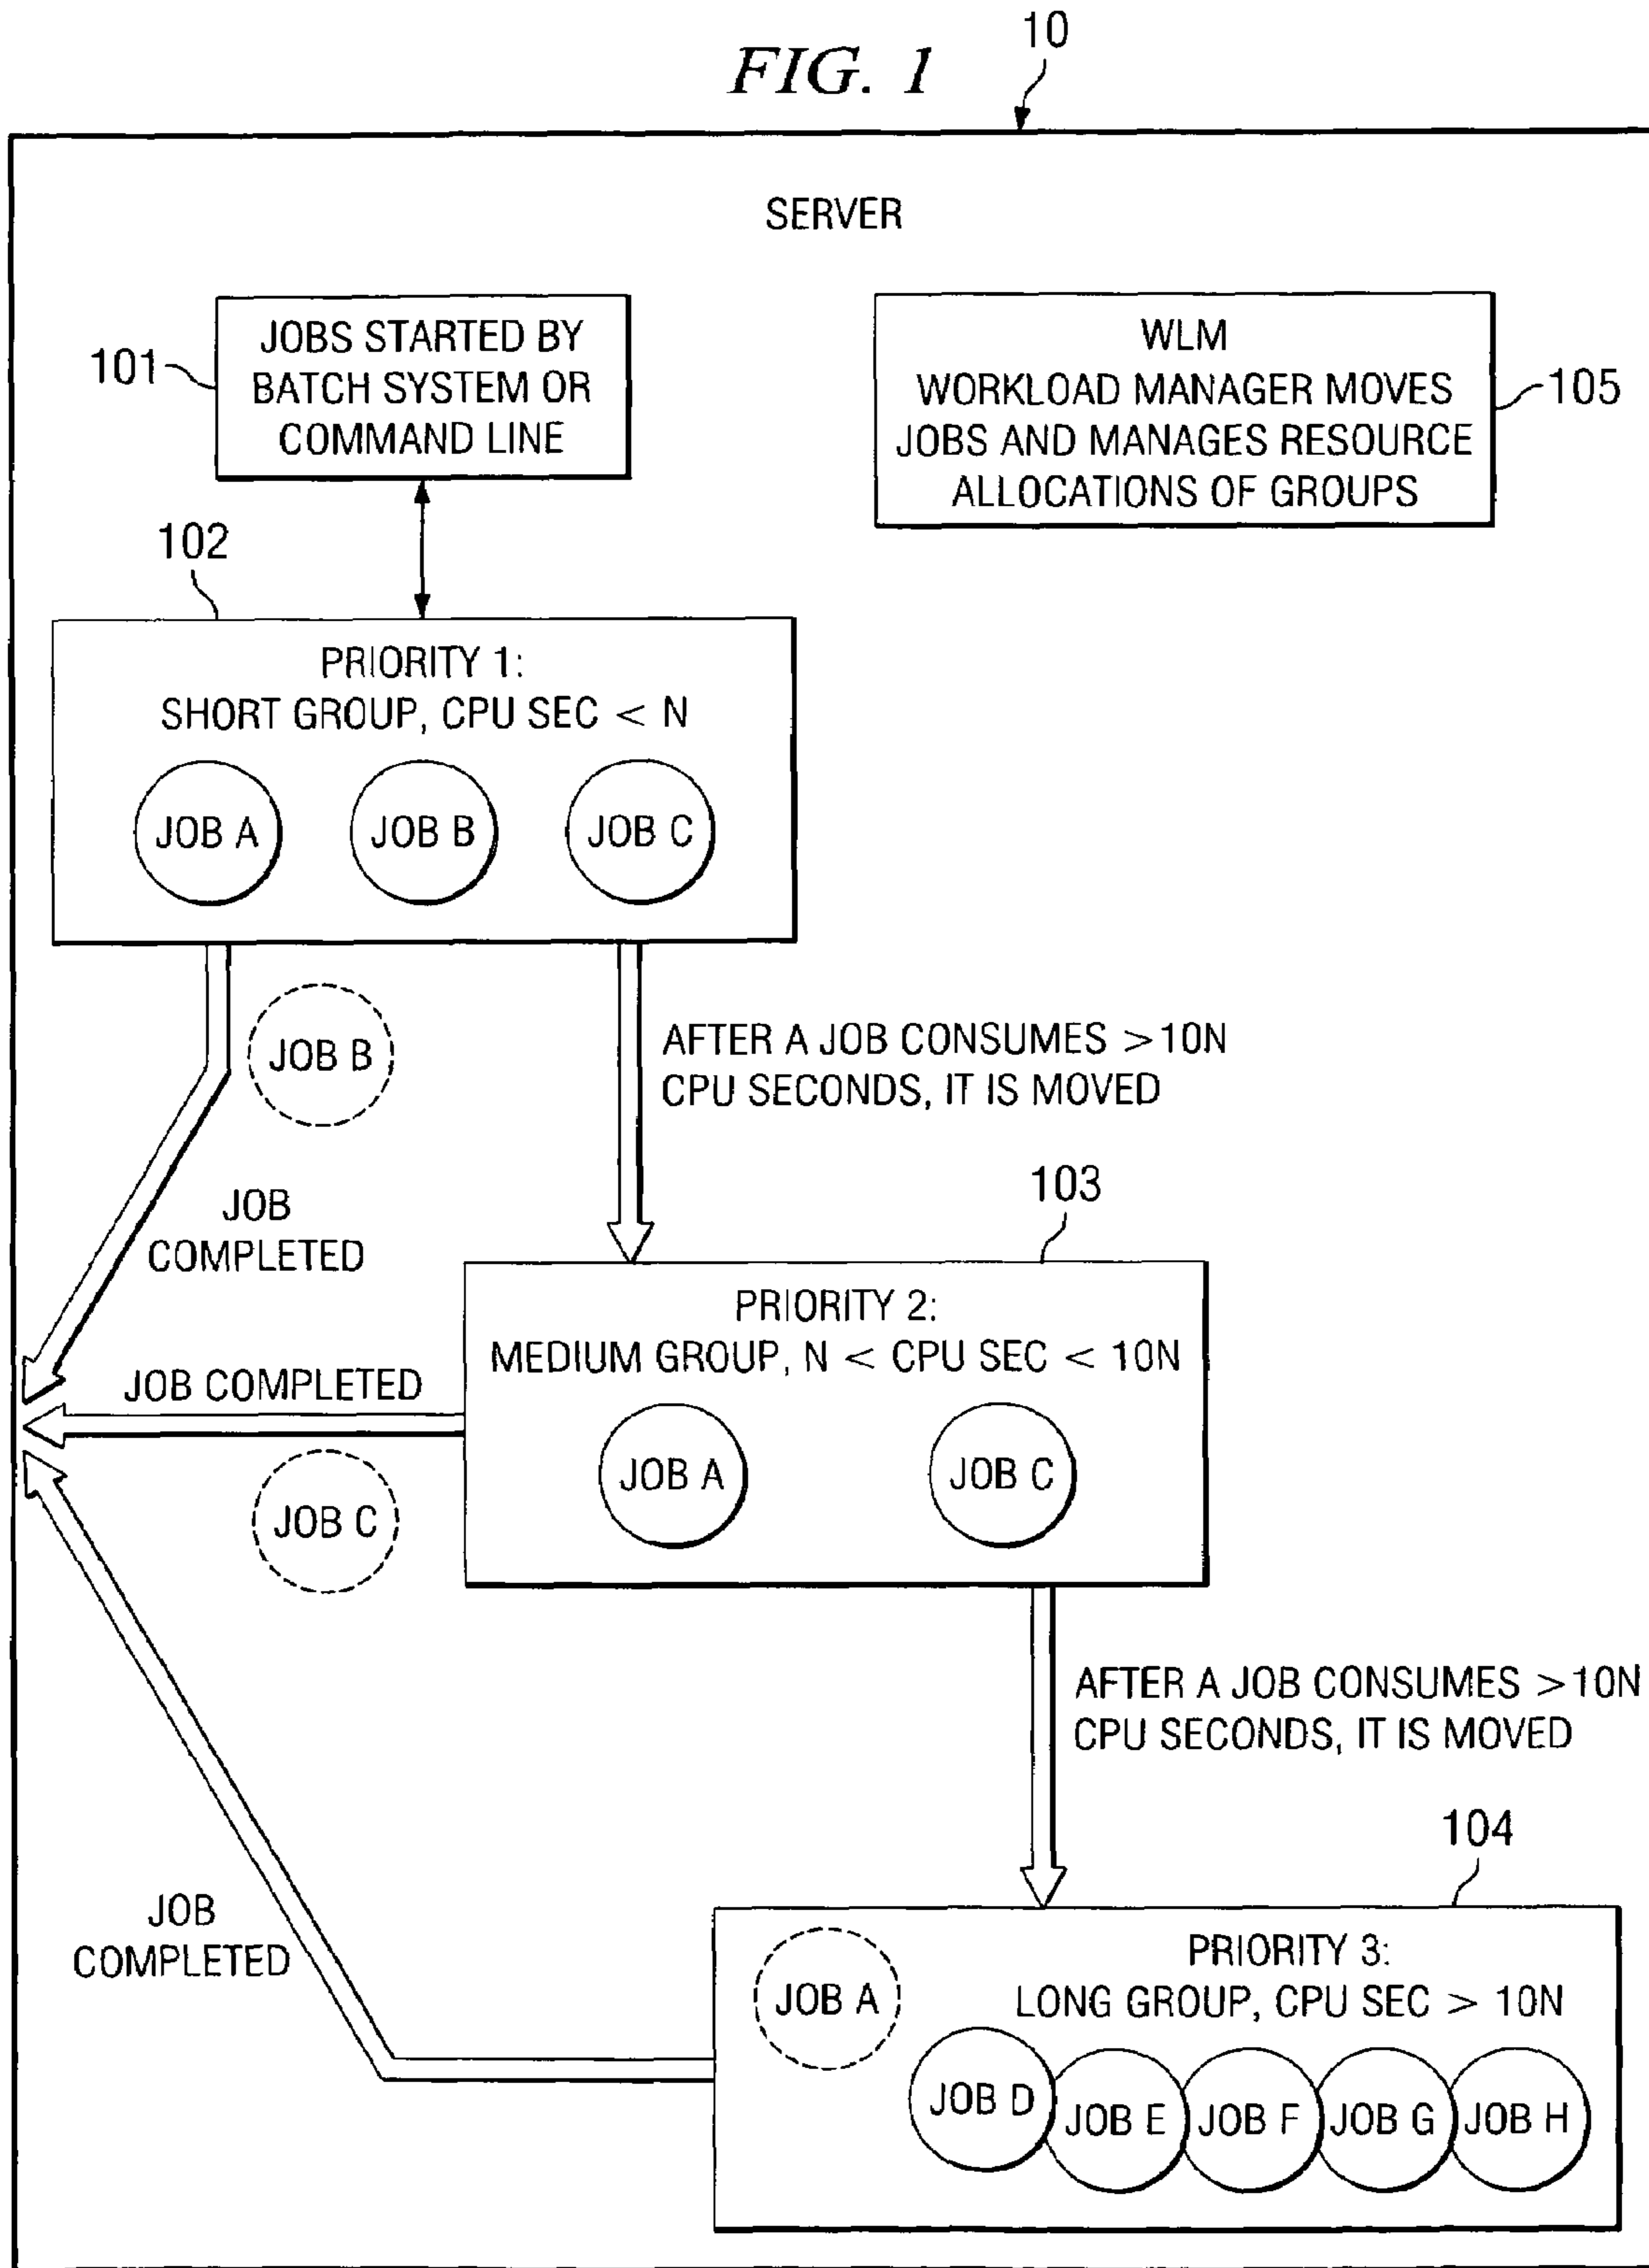 FIG. 1
10
SERVER
101
JOBS STARTED BY
BATCH SYSTEM OR
COMMAND LINE
WLM
WORKLOAD MANAGER MOVES
JOBS AND MANAGES RESOURCE
ALLOCATIONS OF GROUPS
105
102
PRIORITY 1:
SHORT GROUP, CPU SEC < N
JOB A
JOB B
JOB C
JOB B
AFTER A JOB CONSUMES >10N
CPU SECONDS, IT IS MOVED
JOB
COMPLETED
103
PRIORITY 2:
MEDIUM GROUP, N < CPU SEC < 10N
JOB A
JOB C
JOB COMPLETED
JOB C
AFTER A JOB CONSUMES >10N
CPU SECONDS, IT IS MOVED
104
JOB
COMPLETED
PRIORITY 3:
LONG GROUP, CPU SEC > 10N
JOB A
JOB D
JOB E
JOB F
JOB G
JOB H